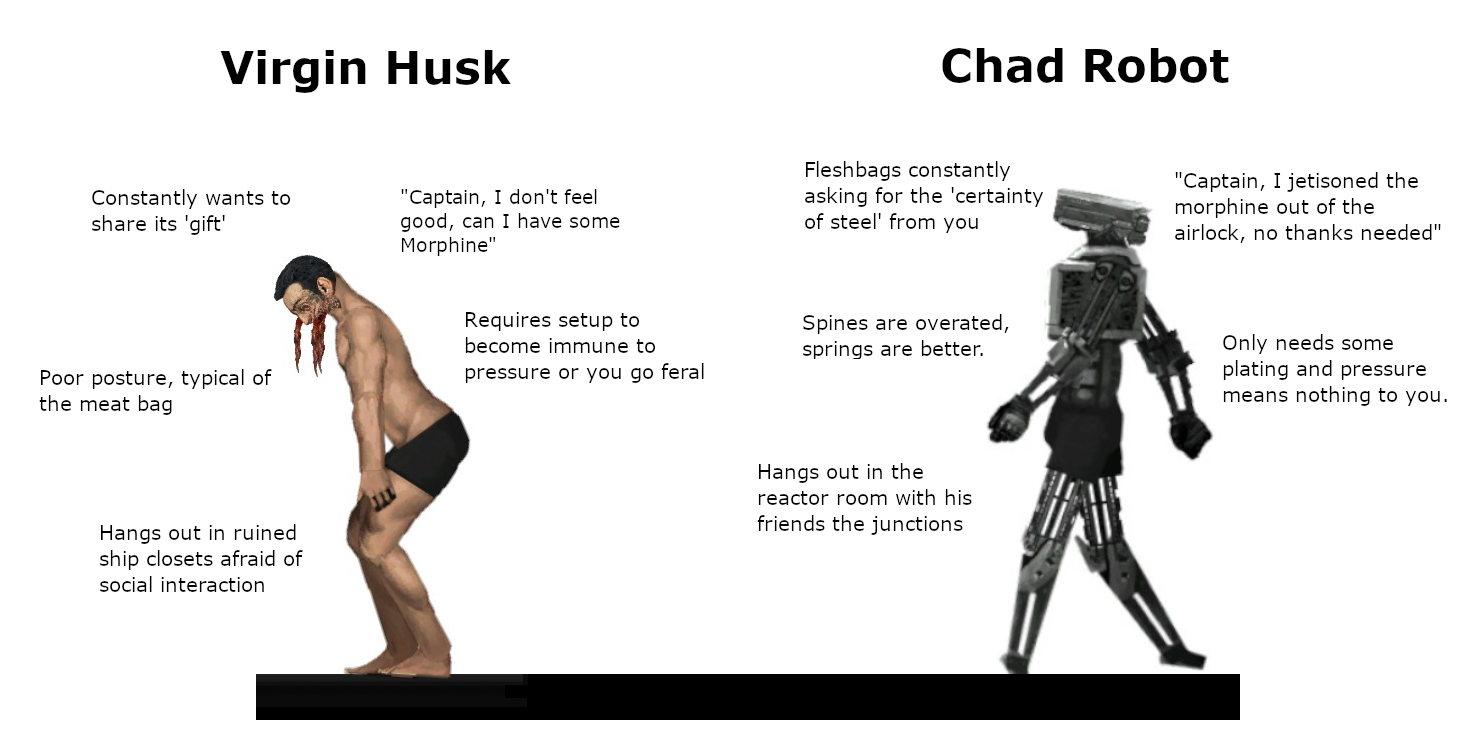 Virgin Husk
Constantly wants to
share its 'gift'
"Captain, I don't feel
good, can I have some
Morphine"
Requires setup to
become immune to
pressure or you go feral
Poor posture, typical of
the meat bag
Hangs out in ruined
ship closets afraid of
social interaction
Chad Robot
Fleshbags constantly
asking for the 'certainty
of steel' from you
"Captain, I jetisoned the
morphine out of the
airlock, no thanks needed"
Spines are overated,
springs are better.
Only needs some
plating and pressure
means nothing to you.
Hangs out in the
reactor room with his
friends the junctions